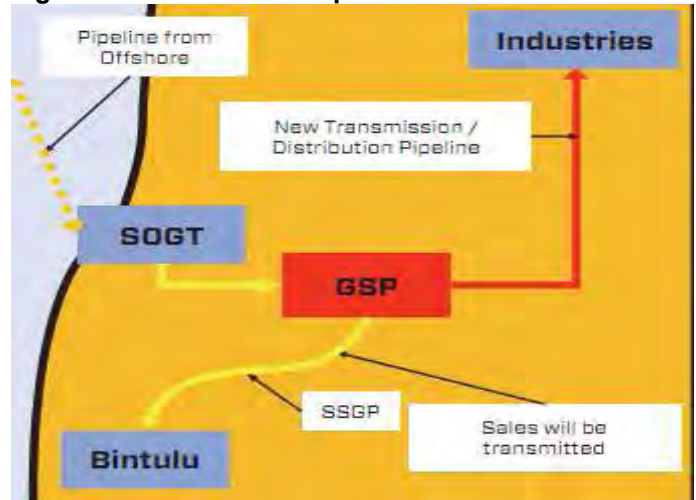 Pipeline from
Offshore
Industries
New Transmission /
Distribution Pipeline
SOGT
GSP
SSGP
Sales will be
transmitted
Bintulu